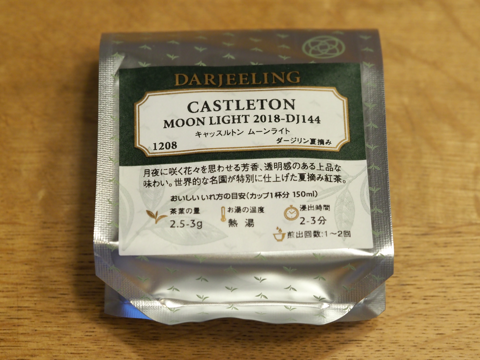 DARJEELING
CASTLETON
MOON LIGHT 2018-DJ144
キャッスルトン ムーンライト
1208 ダージリン夏摘み
月夜に咲く花々を思わせる芳香、透明感のある上品な
味わい。世界的な名園が特別に仕上げた夏摘み紅茶。
おいしいいれ方の目安(カップ1杯分 150ml)
茶葉の量 お湯の温度 浸出時間
2.5-3g 熱湯 2-3分
煎出回数:1~2回